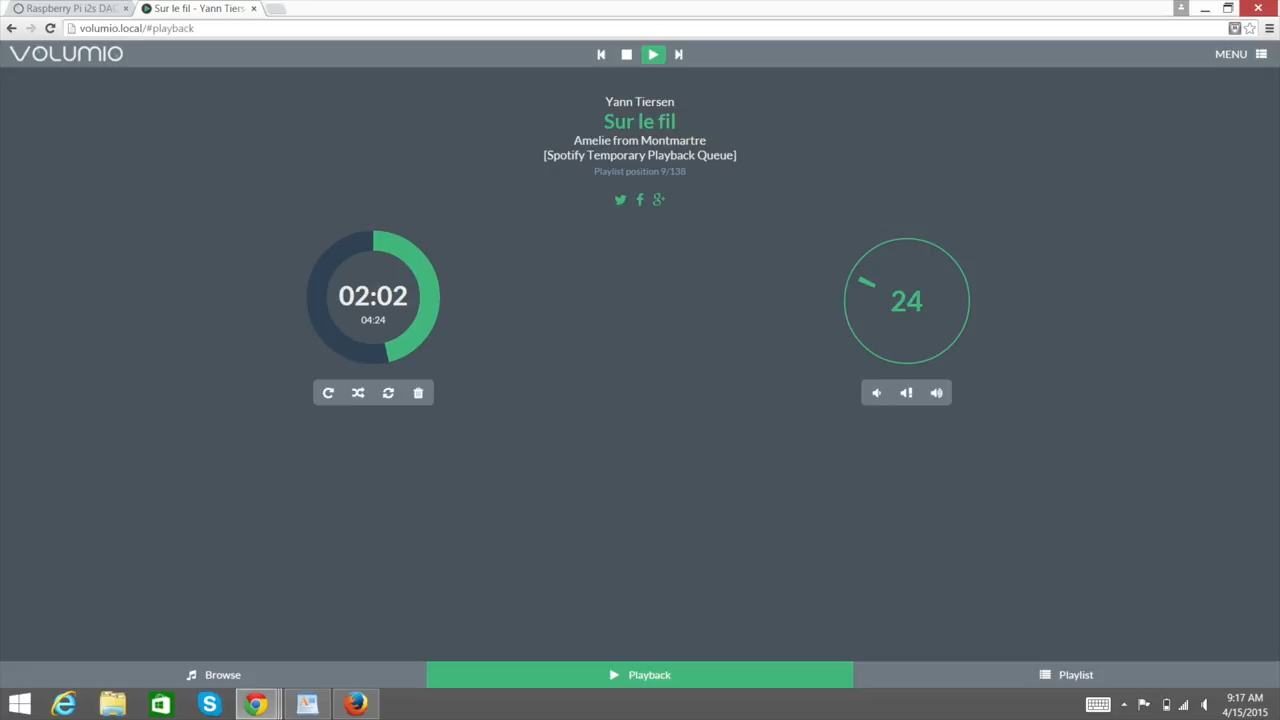 Raspberry Pi i2s DAC
Sur le fil - Yann Tiers
volumio.local/#playback
VOLUMIO
MENU
Yann Tiersen
Sur le fil
Amelie from Montmartre
[Spotify Temporary Playback Queue]
Playlist position 9/138
02:02
04:24
24
Browse
Playback
Playlist
9:17 AM
4/15/2015